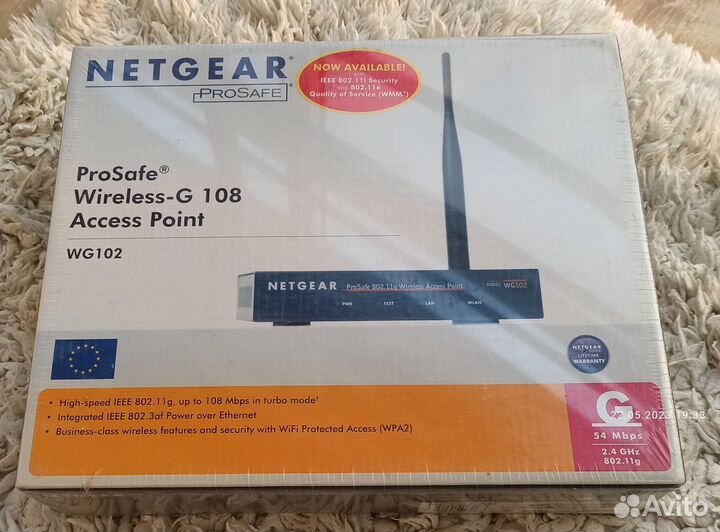 NETGEAR®
PROSAFE®
NOW AVAILABLE!
with
IEEE 802.11i Security
and 802.11e
Quality of Service (WMM™)
ProSafe®
Wireless-G 108
Access Point
WG102
NETGEAR ProSafe 802.11g Wireless Access Point MODEL WG102
PWR TEST LAN WLAN
NETGEAR
LIFETIME
WARRANTY
• High-speed IEEE 802.11g, up to 108 Mbps in turbo mode†
• Integrated IEEE 802.3af Power over Ethernet
• Business-class wireless features and security with WiFi Protected Access (WPA2)
G
22.05.2023 19:33
54 Mbps
2.4 GHz
802.11g
Avito